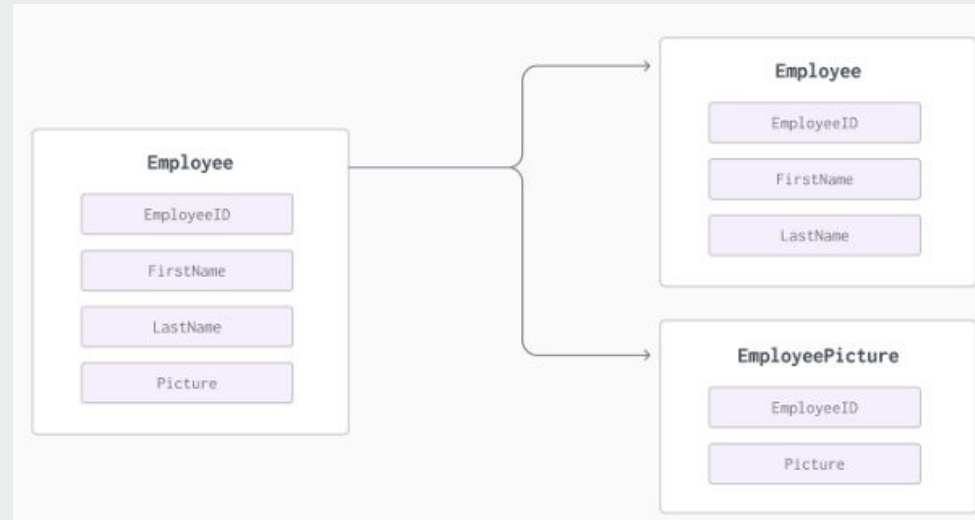 Employee
EmployeeID
FirstName
LastName
Picture
Employee
EmployeeID
FirstName
LastName
EmployeePicture
EmployeeID
Picture